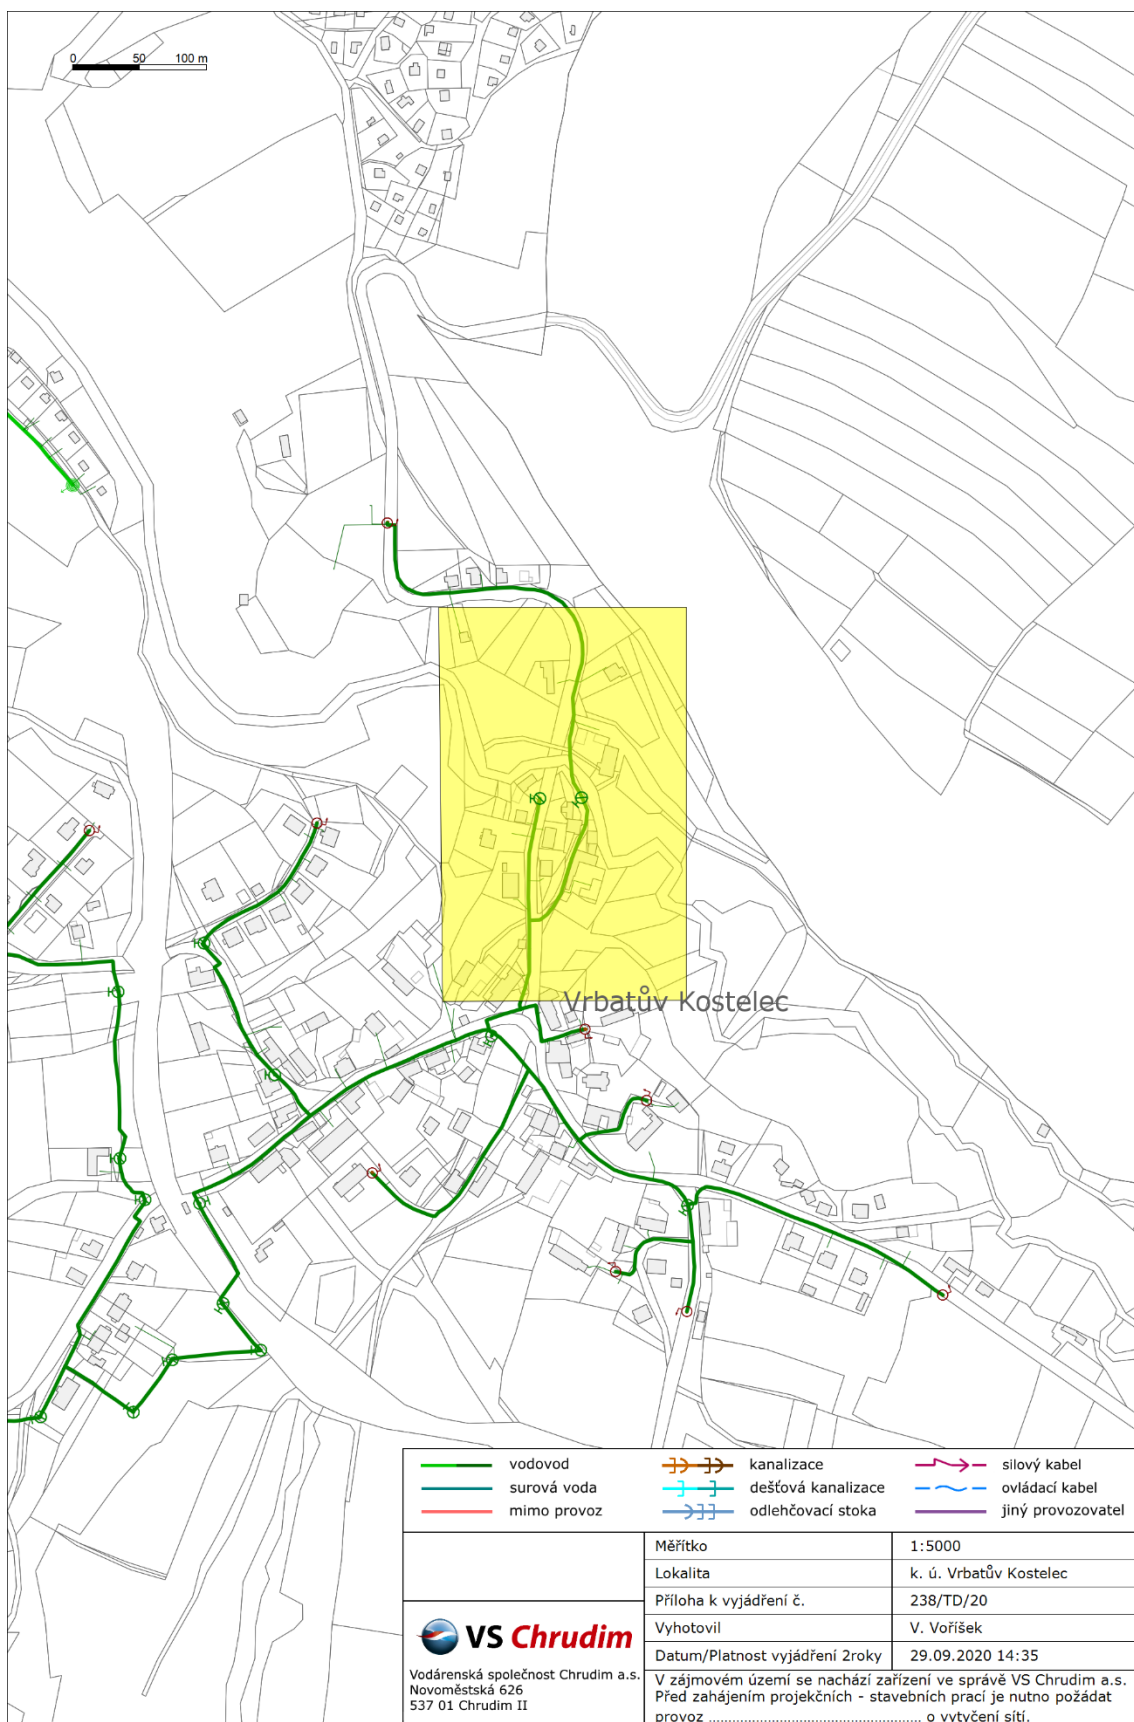 0 50 100 m
Vrbatův Kostelec
vodovod
surová voda
mimo provoz
kanalizace
dešťová kanalizace
odlehčovací stoka
silový kabel
ovládací kabel
jiný provozovatel
Měřítko 1:5000
Lokalita k. ú. Vrbatův Kostelec
Příloha k vyjádření č. 238/TD/20
Vyhotovil V. Voříšek
Datum/Platnost vyjádření 2roky 29.09.2020 14:35
VS Chrudim
Vodárenská společnost Chrudim a.s.
Novoměstská 626
537 01 Chrudim II
V zájmovém území se nachází zařízení ve správě VS Chrudim a.s.
Před zahájením projekčních - stavebních prací je nutno požádat
provoz ...................................................... o vytyčení sítí.